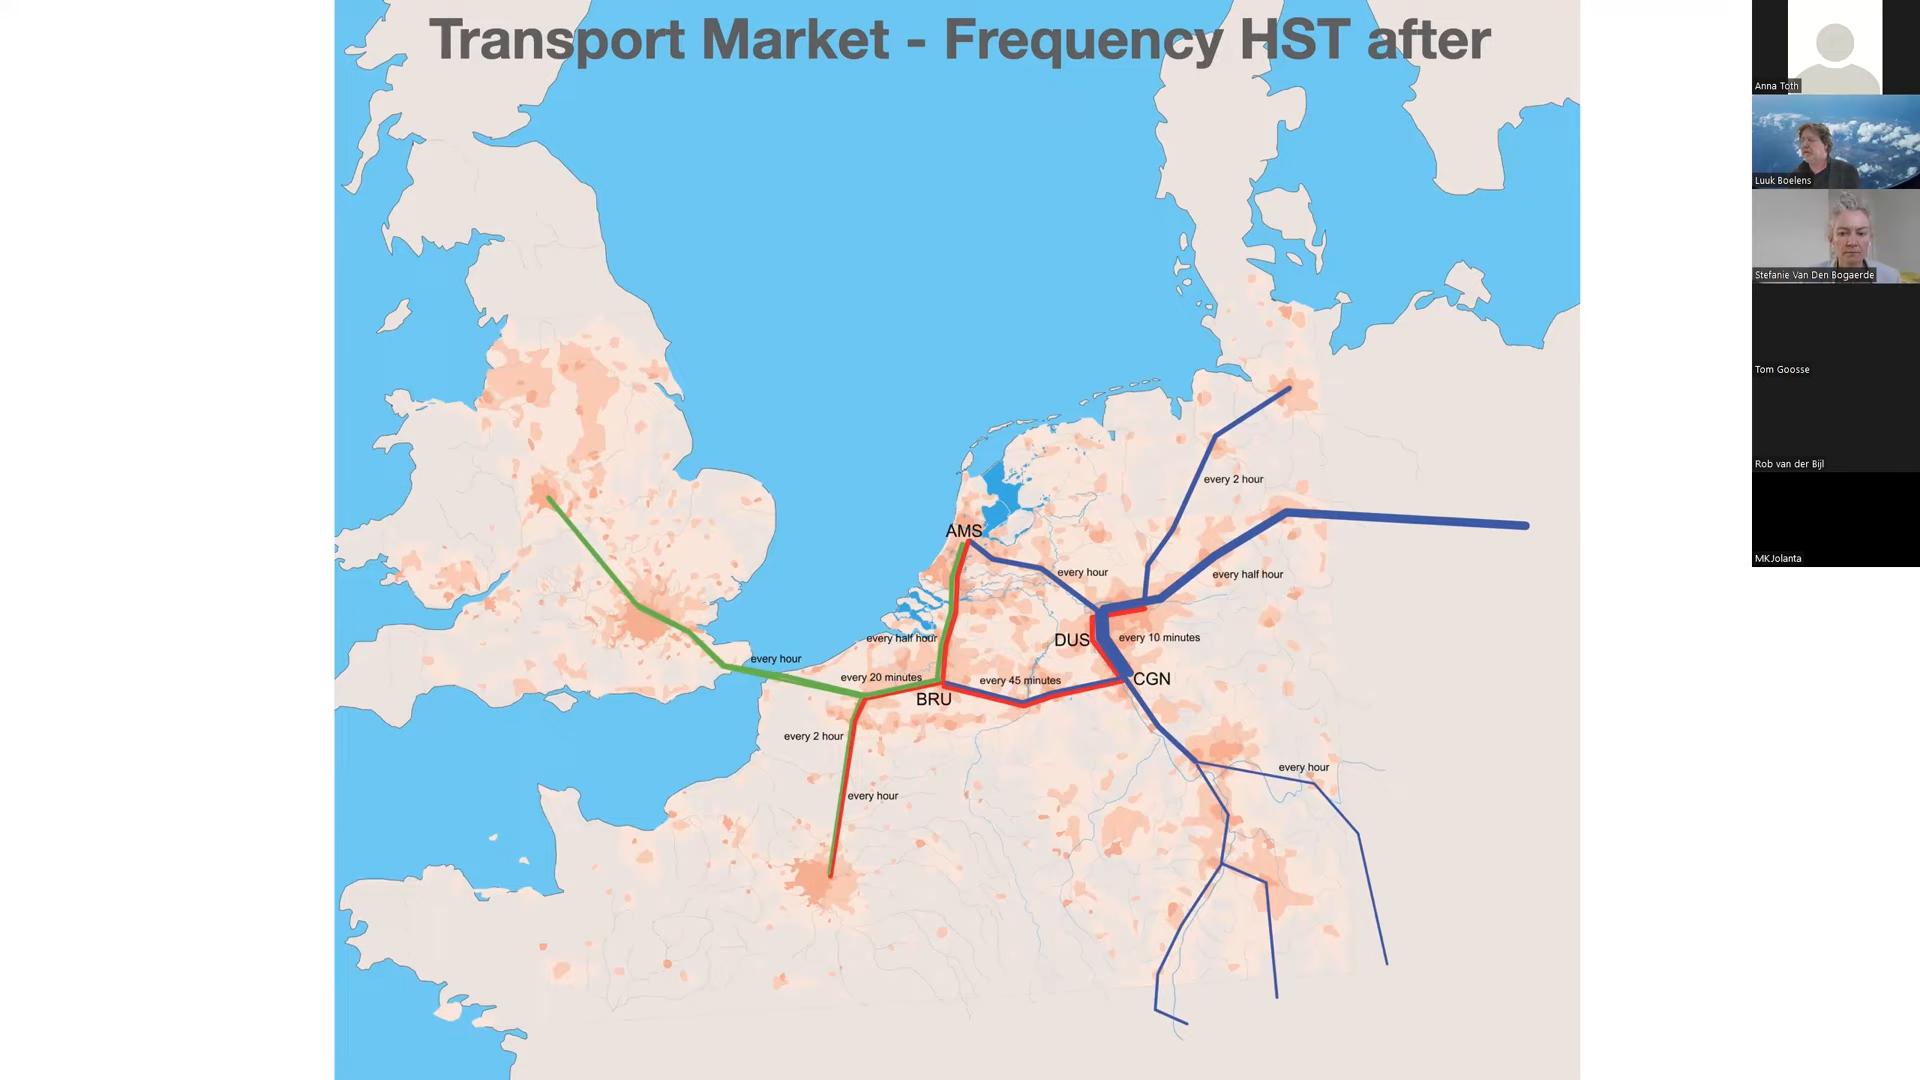 Transport Market - Frequency HST after
Anna Toth
Luuk Boelens
Stefanie Van Den Bogaerde
Tom Goosse
Rob van der Bijl
MKJolanta
every 2 hour
AMS
every hour
every half hour
every half hour
DUS
every 10 minutes
every hour
every 20 minutes
every 45 minutes
CGN
BRU
every 2 hour
every hour
every hour